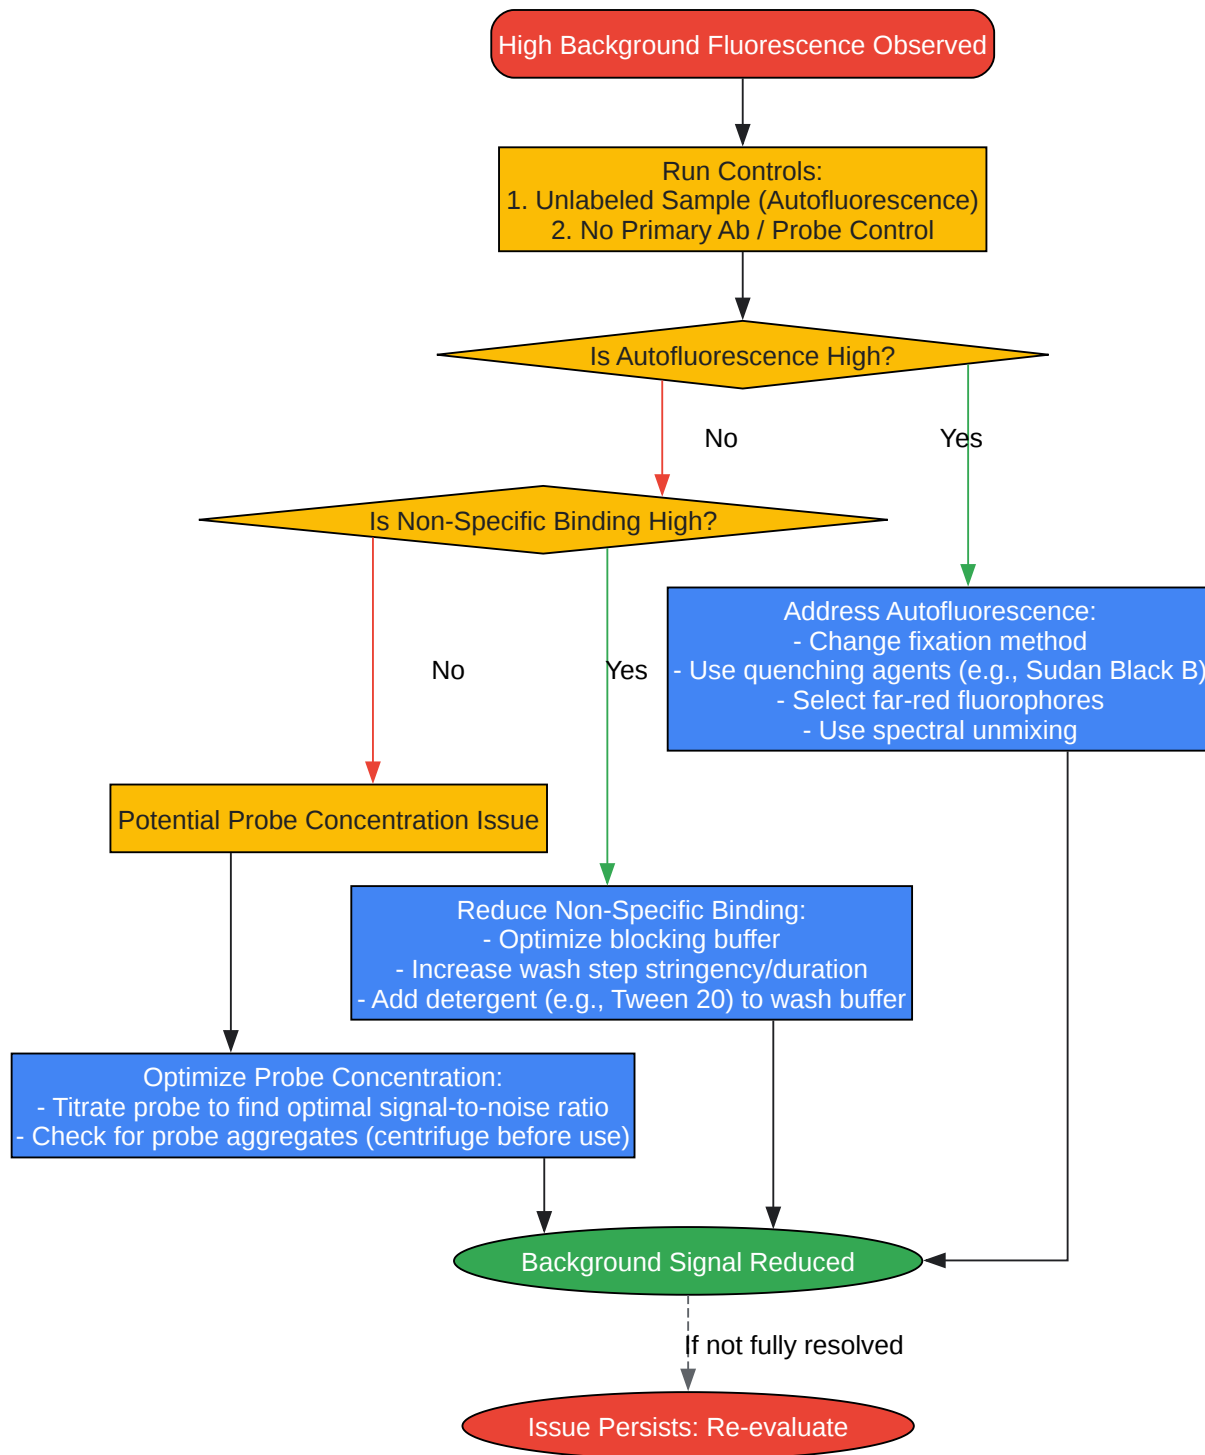 High Background Fluorescence Observed
Run Controls:
1. Unlabeled Sample (Autofluorescence)
2. No Primary Ab / Probe Control
Is Autofluorescence High?
No
Yes
Is Non-Specific Binding High?
Address Autofluorescence:
- Change fixation method
- Use quenching agents (e.g., Sudan Black B)
- Select far-red fluorophores
- Use spectral unmixing
No
Yes
Potential Probe Concentration Issue
Reduce Non-Specific Binding:
- Optimize blocking buffer
- Increase wash step stringency/duration
- Add detergent (e.g., Tween 20) to wash buffer
Optimize Probe Concentration:
- Titrate probe to find optimal signal-to-noise ratio
- Check for probe aggregates (centrifuge before use)
Background Signal Reduced
If not fully resolved
Issue Persists: Re-evaluate